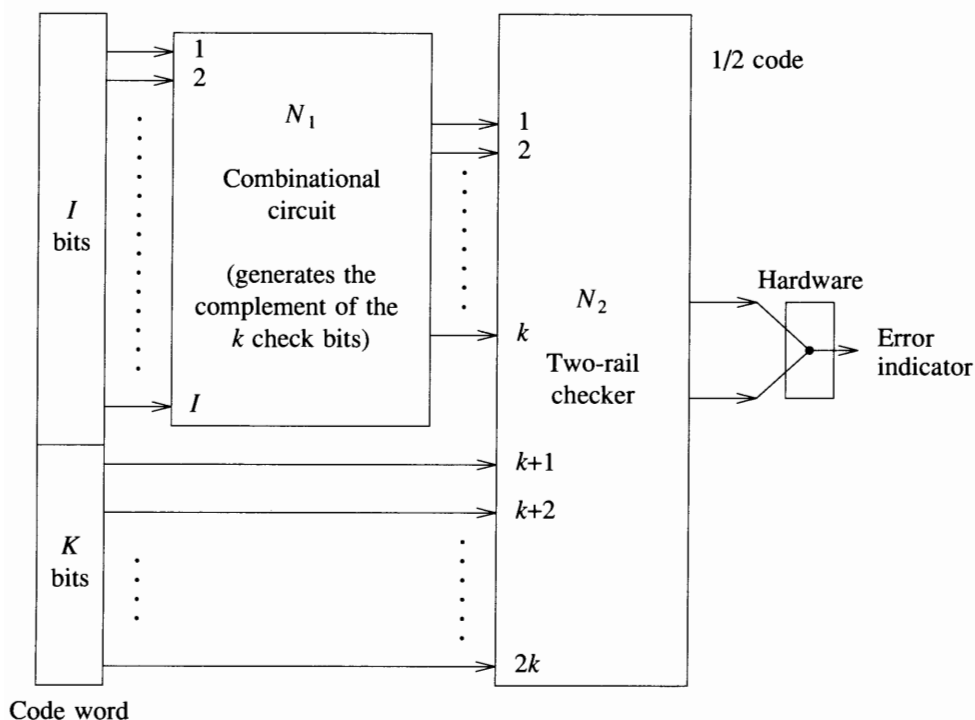 1
2
N1
Combinational
circuit
(generates the
complement of the
k check bits)
I
I
bits
K
bits
Code word
1
2
k
k+1
k+2
2k
N2
Two-rail
checker
1/2 code
Hardware
Error
indicator